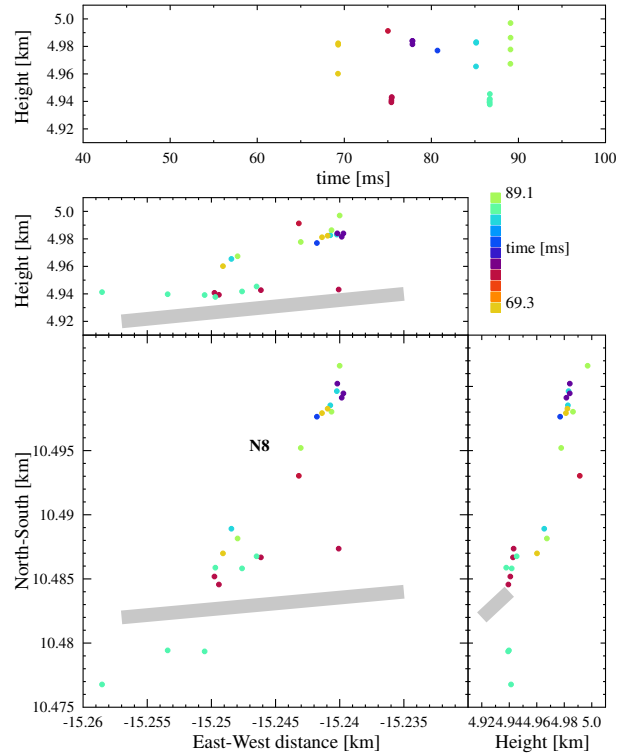 5.0
4.98
4.96
4.94
4.92
Height [km]
40 50 60 70 80 90 100
time [ms]
5.0
4.98
4.96
4.94
4.92
Height [km]
89.1
time [ms]
69.3
10.495
10.49
10.485
10.48
10.475
North-South [km]
N8
-15.26 -15.255 -15.25 -15.245 -15.24 -15.235
East-West distance [km]
4.92 4.94 4.96 4.98 5.0
Height [km]